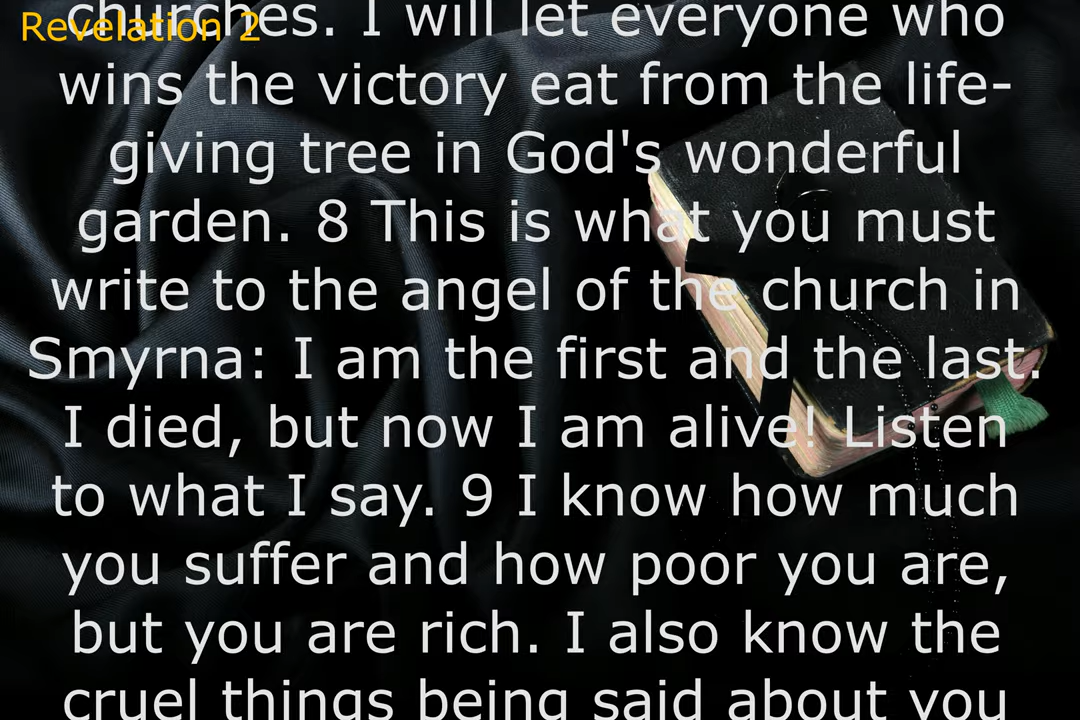 Revelation 2
churches. I will let everyone who
wins the victory eat from the life-
giving tree in God's wonderful
garden. 8 This is what you must
write to the angel of the church in
Smyrna: I am the first and the last.
I died, but now I am alive! Listen
to what I say. 9 I know how much
you suffer and how poor you are,
but you are rich. I also know the
cruel things being said about you